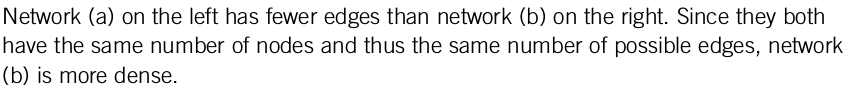 Network (a) on the left has fewer edges than network (b) on the right. Since they both
have the same number of nodes and thus the same number of possible edges, network
(b) is more dense.